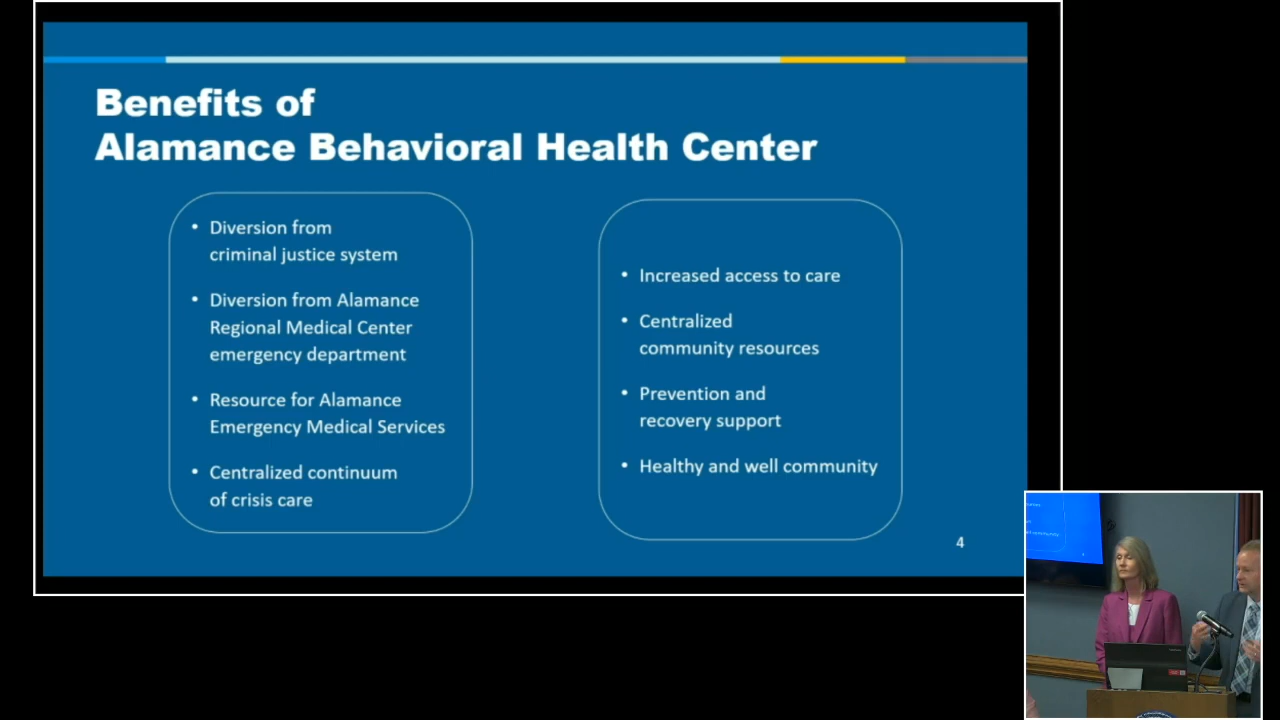 Benefits of
Alamance Behavioral Health Center
• Diversion from
criminal justice system
• Diversion from Alamance
Regional Medical Center
emergency department
• Resource for Alamance
Emergency Medical Services
• Centralized continuum
of crisis care
• Increased access to care
• Centralized
community resources
• Prevention and
recovery support
• Healthy and well community
4